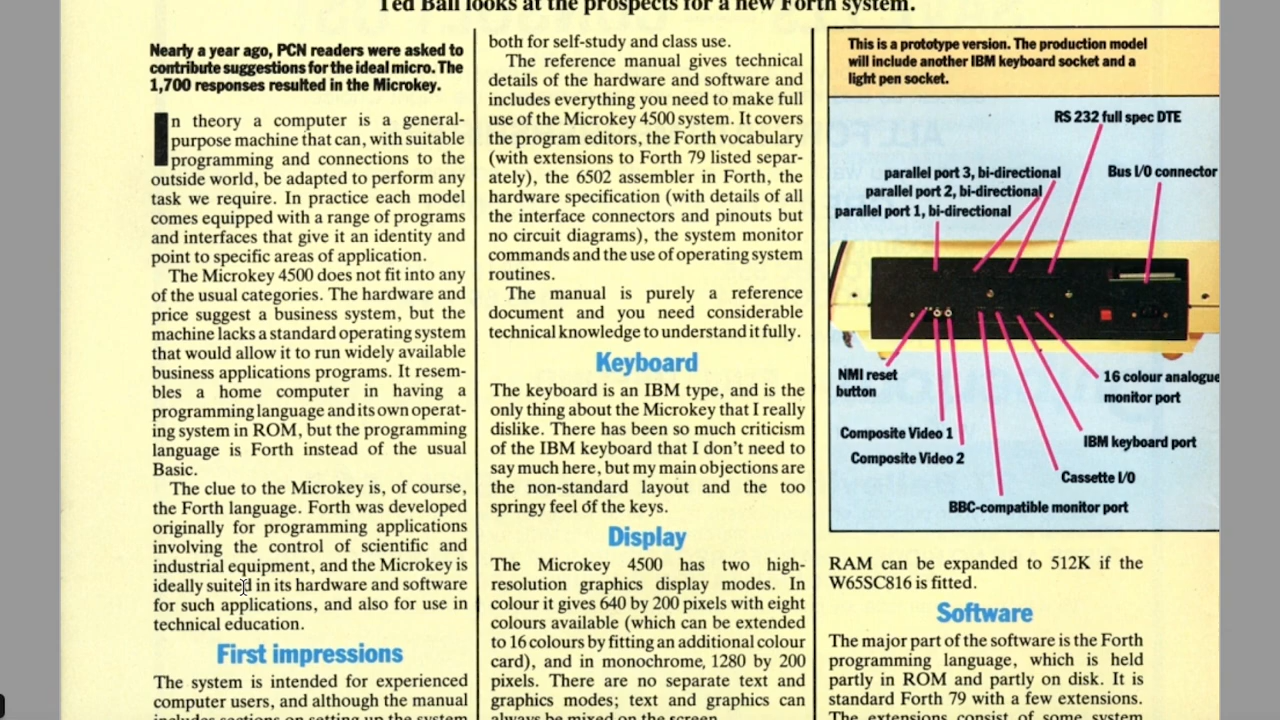 Ted Ball looks at the prospects for a new Forth system.
Nearly a year ago, PCN readers were asked to
contribute suggestions for the ideal micro. The
1,700 responses resulted in the Microkey.
In theory a computer is a general-
purpose machine that can, with suitable
programming and connections to the
outside world, be adapted to perform any
task we require. In practice each model
comes equipped with a range of programs
and interfaces that give it an identity and
point to specific areas of application.
The Microkey 4500 does not fit into any
of the usual categories. The hardware and
price suggest a business system, but the
machine lacks a standard operating system
that would allow it to run widely available
business applications programs. It resem-
bles a home computer in having a
programming language and its own operat-
ing system in ROM, but the programming
language is Forth instead of the usual
Basic.
The clue to the Microkey is, of course,
the Forth language. Forth was developed
originally for programming applications
involving the control of scientific and
industrial equipment, and the Microkey is
ideally suited in its hardware and software
for such applications, and also for use in
technical education.
First impressions
The system is intended for experienced
computer users, and although the manual
includes sections on setting up the system
both for self-study and class use.
The reference manual gives technical
details of the hardware and software and
includes everything you need to make full
use of the Microkey 4500 system. It covers
the program editors, the Forth vocabulary
(with extensions to Forth 79 listed separ-
ately), the 6502 assembler in Forth, the
hardware specification (with details of all
the interface connectors and pinouts but
no circuit diagrams), the system monitor
commands and the use of operating system
routines.
The manual is purely a reference
document and you need considerable
technical knowledge to understand it fully.
Keyboard
The keyboard is an IBM type, and is the
only thing about the Microkey that I really
dislike. There has been so much criticism
of the IBM keyboard that I don't need to
say much here, but my main objections are
the non-standard layout and the too
springy feel of the keys.
Display
The Microkey 4500 has two high-
resolution graphics display modes. In
colour it gives 640 by 200 pixels with eight
colours available (which can be extended
to 16 colours by fitting an additional colour
card), and in monochrome, 1280 by 200
pixels. There are no separate text and
graphics modes; text and graphics can
always be mixed on the screen.
This is a prototype version. The production model
will include another IBM keyboard socket and a
light pen socket.
RS 232 full spec DTE
parallel port 3, bi-directional
Bus I/0 connector
parallel port 2, bi-directional
parallel port 1, bi-directional
NMI reset
button
16 colour analogue
monitor port
Composite Video 1
IBM keyboard port
Composite Video 2
Cassette I/0
BBC-compatible monitor port
RAM can be expanded to 512K if the
W65SC816 is fitted.
Software
The major part of the software is the Forth
programming language, which is held
partly in ROM and partly on disk. It is
standard Forth 79 with a few extensions.
The extensions consist of some system